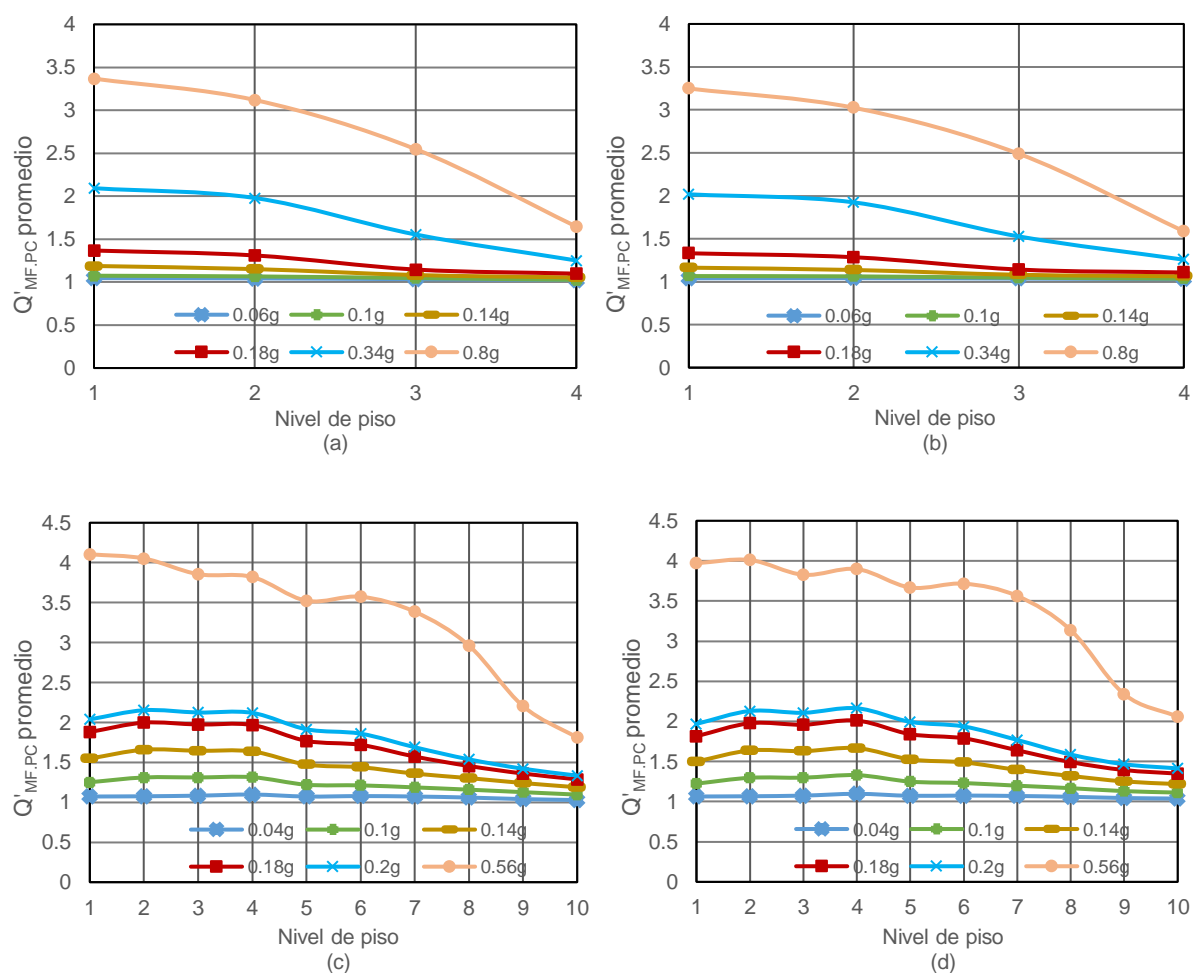 4
3.5
3
2.5
2
1.5
1
0.5
0
Q'MF.PC promedio
0.06g 0.1g 0.14g
0.18g 0.34g 0.8g
1 2 3 4
Nivel de piso
(a)
4
3.5
3
2.5
2
1.5
1
0.5
0
Q'MF.PC promedio
0.06g 0.1g 0.14g
0.18g 0.34g 0.8g
1 2 3 4
Nivel de piso
(b)
4.5
4
3.5
3
2.5
2
1.5
1
0.5
0
Q'MF.PC promedio
0.04g 0.1g 0.14g
0.18g 0.2g 0.56g
1 2 3 4 5 6 7 8 9 10
Nivel de piso
(c)
4.5
4
3.5
3
2.5
2
1.5
1
0.5
0
Q'MF.PC promedio
0.04g 0.1g 0.14g
0.18g 0.2g 0.56g
1 2 3 4 5 6 7 8 9 10
Nivel de piso
(d)